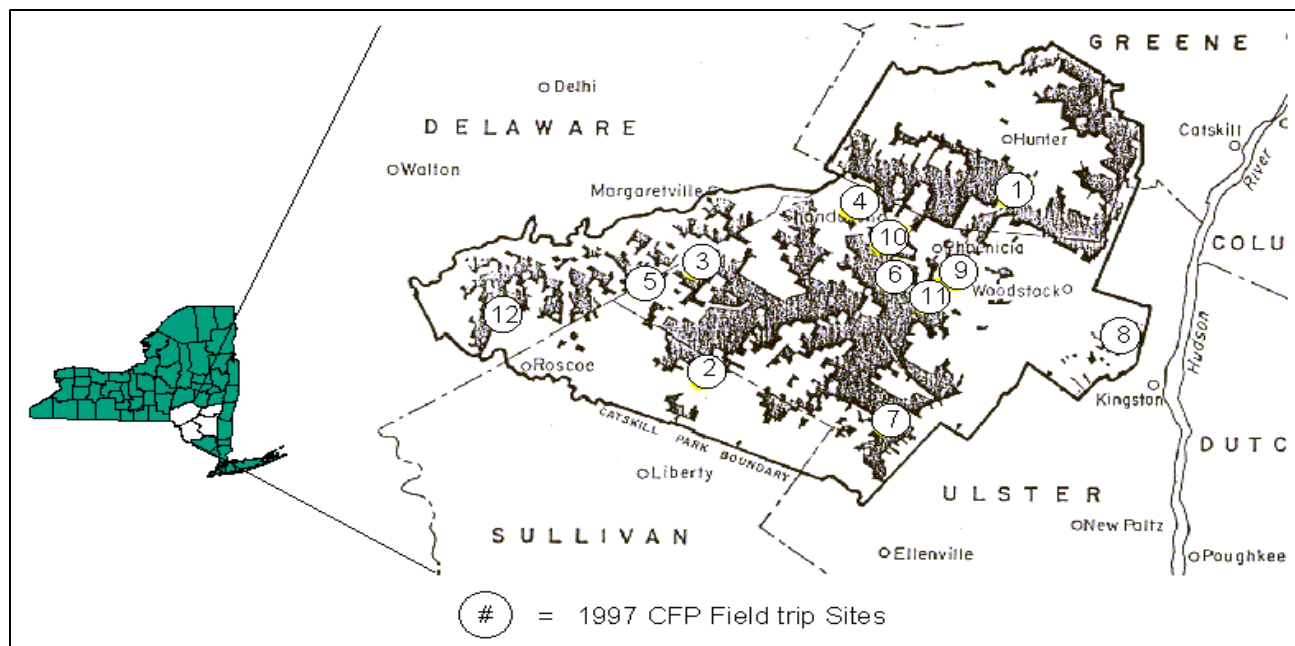 GREENE
Delhi
DELAWARE
Catskill
Hunter
Walton
River
Margaretville
1
4
COLU
10
3
6
9
5
Woodstock
11
12
8
Hudson
Roscoe
2
Kingston
CATSKILL PARK BOUNDARY
7
DUTC
Liberty
ULSTER
SULLIVAN
New Paltz
Ellenville
Poughkee
# = 1997 CFP Field trip Sites